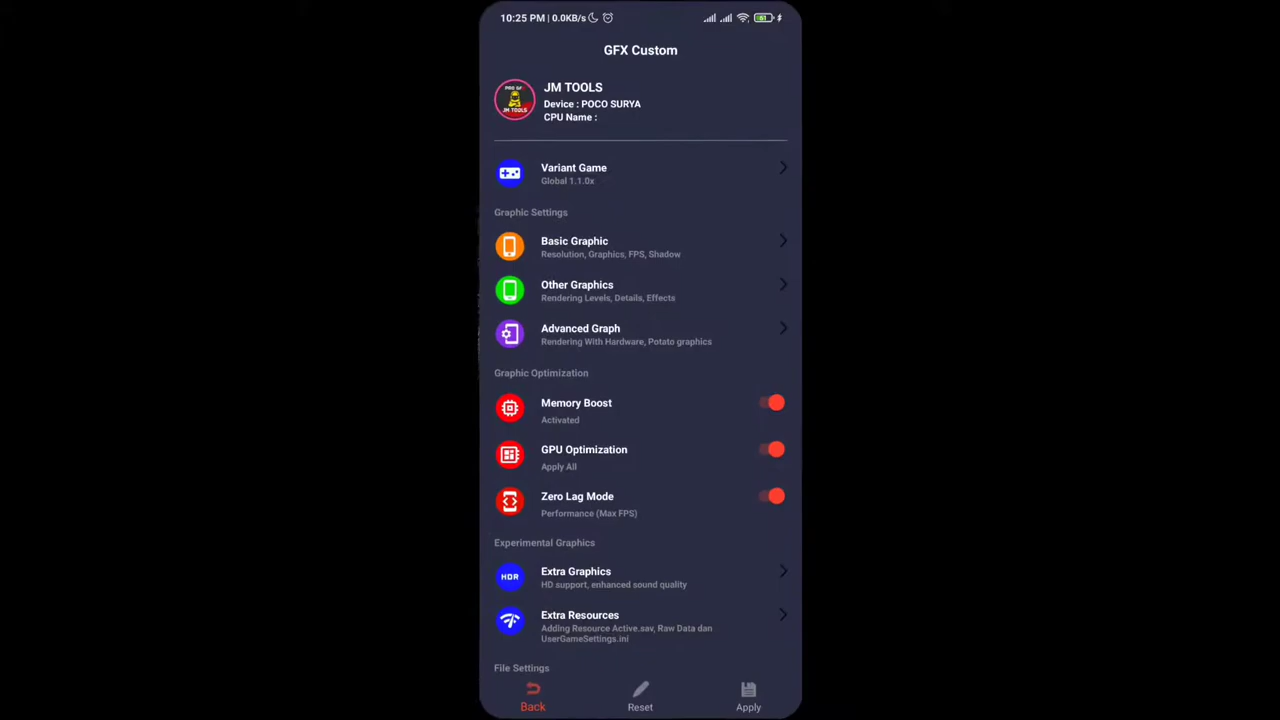 10:25 PM | 0.0KB/s
61
GFX Custom
JM TOOLS
JM TOOLS
Device : POCO SURYA
CPU Name :
Variant Game
Global 1.1.0x
Graphic Settings
Basic Graphic
Resolution, Graphics, FPS, Shadow
Other Graphics
Rendering Levels, Details, Effects
Advanced Graph
Rendering With Hardware, Potato graphics
Graphic Optimization
Memory Boost
Activated
GPU Optimization
Apply All
Zero Lag Mode
Performance (Max FPS)
Experimental Graphics
HDR
Extra Graphics
HD support, enhanced sound quality
Extra Resources
Adding Resource Active.sav, Raw Data dan
UserGameSettings.ini
File Settings
Back
Reset
Apply